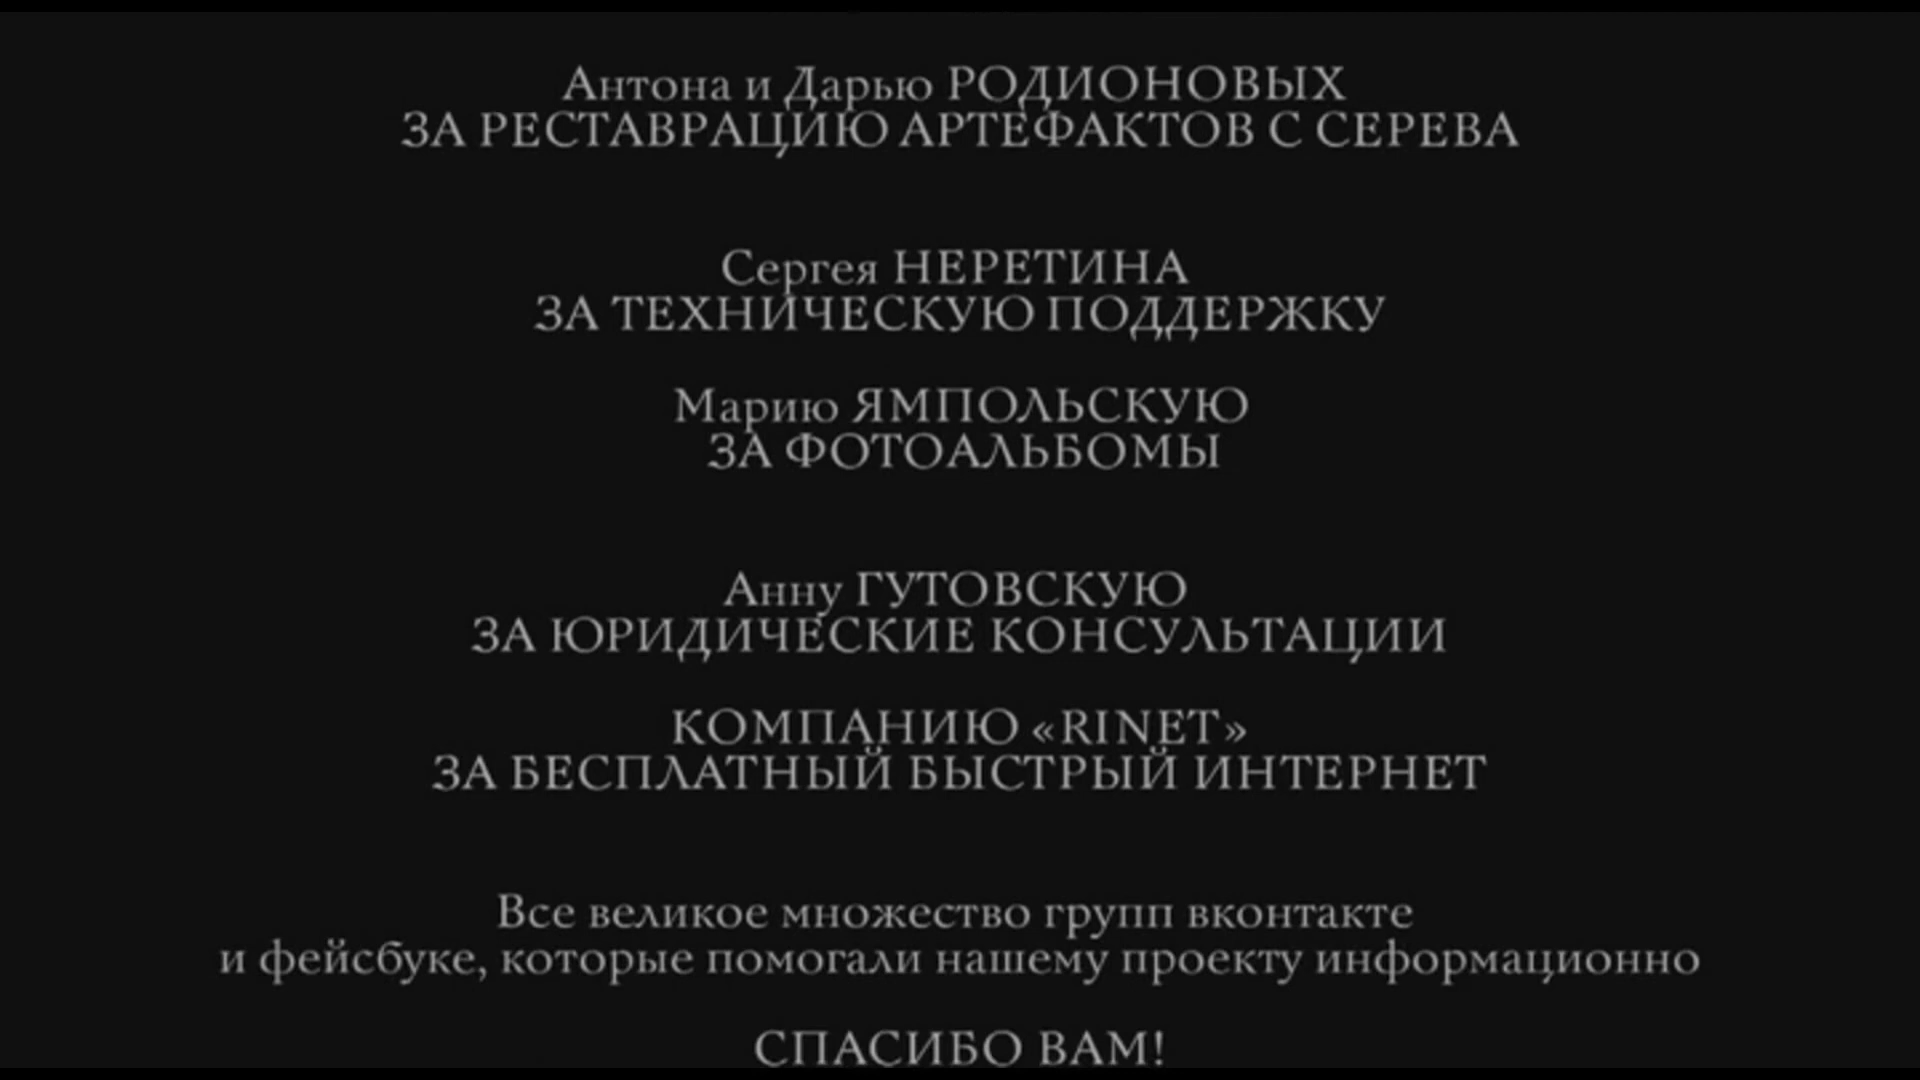 Антона и Дарью РОДИОНОВЫХ
ЗА РЕСТАВРАЦИЮ АРТЕФАКТОВ С СЕРЕВА
Сергея НЕРЕТИНА
ЗА ТЕХНИЧЕСКУЮ ПОДДЕРЖКУ
Марию ЯМПОЛЬСКУЮ
ЗА ФОТОАЛЬБОМЫ
Анну ГУТОВСКУЮ
ЗА ЮРИДИЧЕСКИЕ КОНСУЛЬТАЦИИ
КОМПАНИЮ «RINET»
ЗА БЕСПЛАТНЫЙ БЫСТРЫЙ ИНТЕРНЕТ
Все великое множество групп вконтакте
и фейсбуке, которые помогали нашему проекту информационно
СПАСИБО ВАМ!